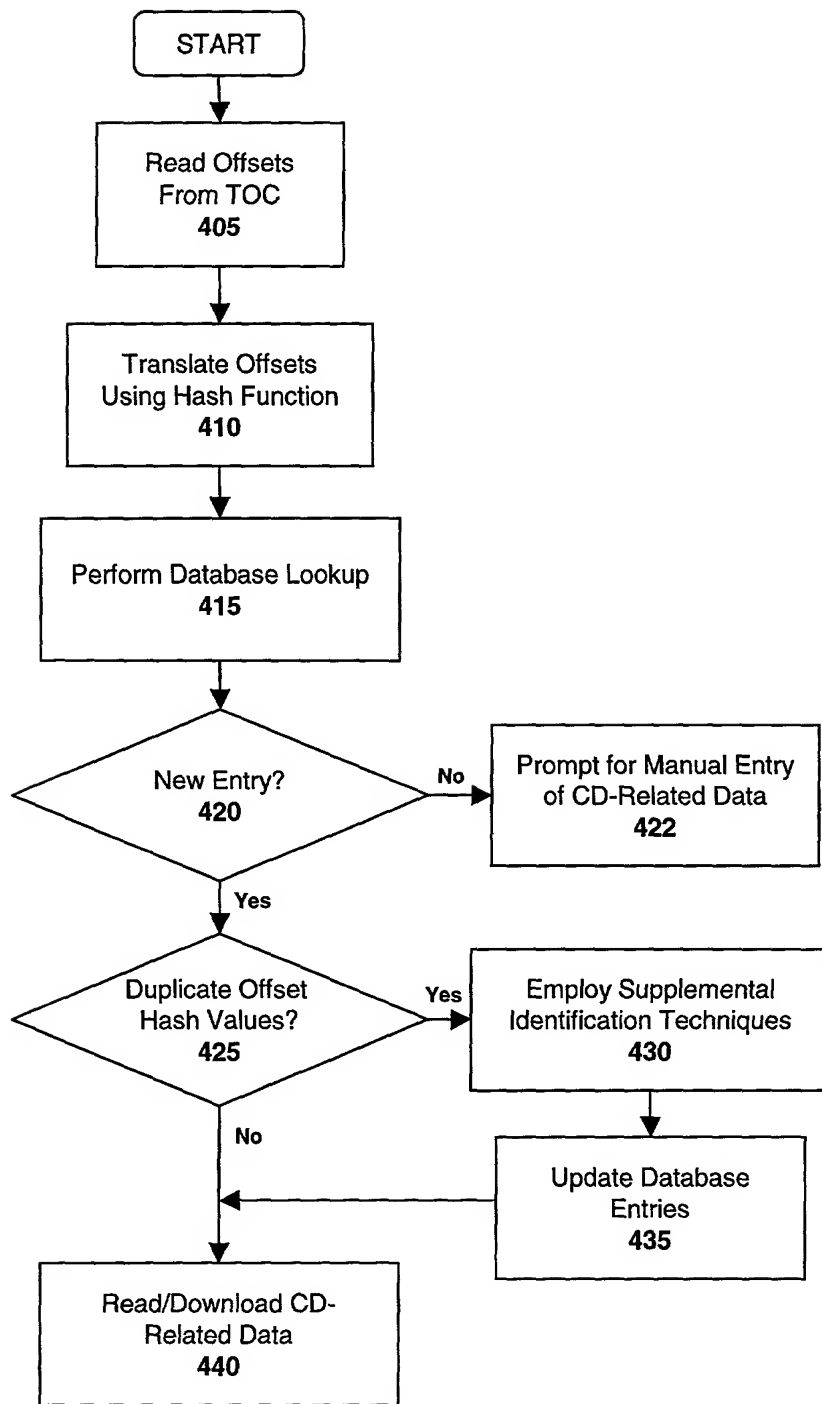 START
Read Offsets
From TOC
405
Translate Offsets
Using Hash Function
410
Perform Database Lookup
415
New Entry?
420
No
Prompt for Manual Entry
of CD-Related Data
422
Yes
Duplicate Offset
Hash Values?
425
Yes
Employ Supplemental
Identification Techniques
430
No
Update Database
Entries
435
Read/Download CD-
Related Data
440